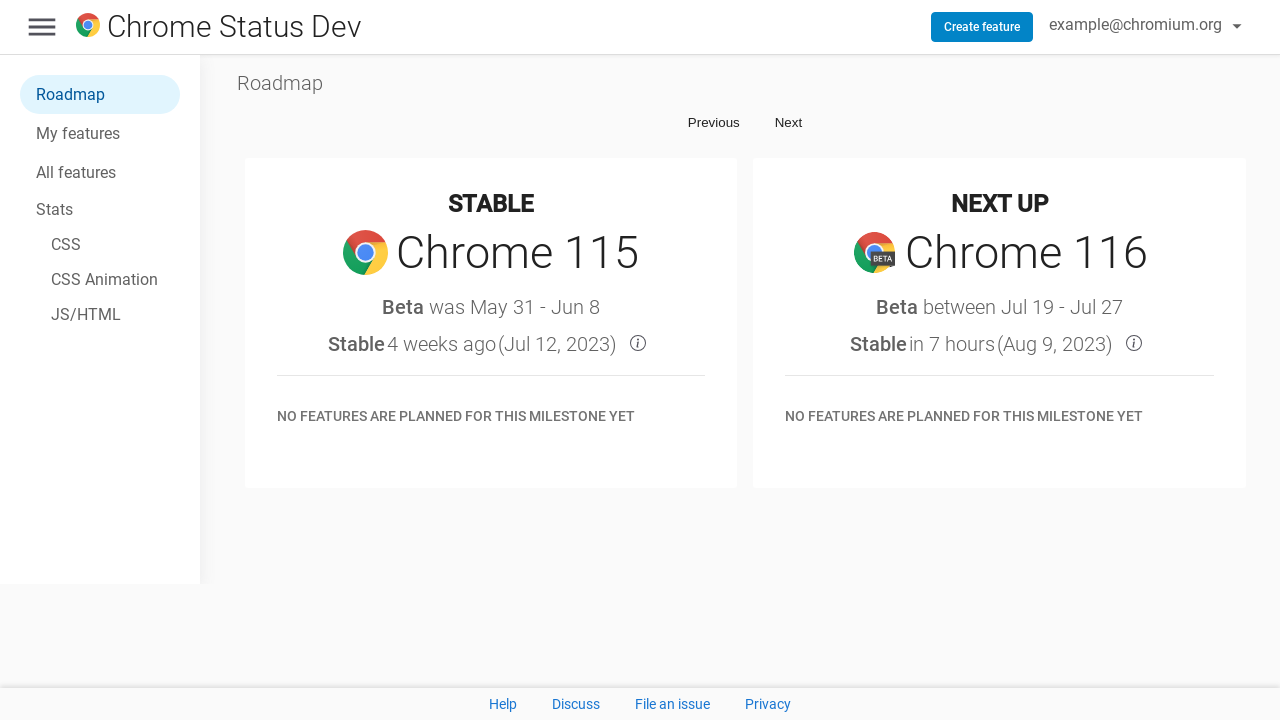 Chrome Status Dev
Create feature
example@chromium.org
Roadmap
My features
All features
Stats
CSS
CSS Animation
JS/HTML
Roadmap
Previous Next
STABLE
Chrome 115
Beta was May 31 - Jun 8
Stable 4 weeks ago (Jul 12, 2023)
NO FEATURES ARE PLANNED FOR THIS MILESTONE YET
NEXT UP
BETA
Chrome 116
Beta between Jul 19 - Jul 27
Stable in 7 hours (Aug 9, 2023)
NO FEATURES ARE PLANNED FOR THIS MILESTONE YET
Help Discuss File an issue Privacy